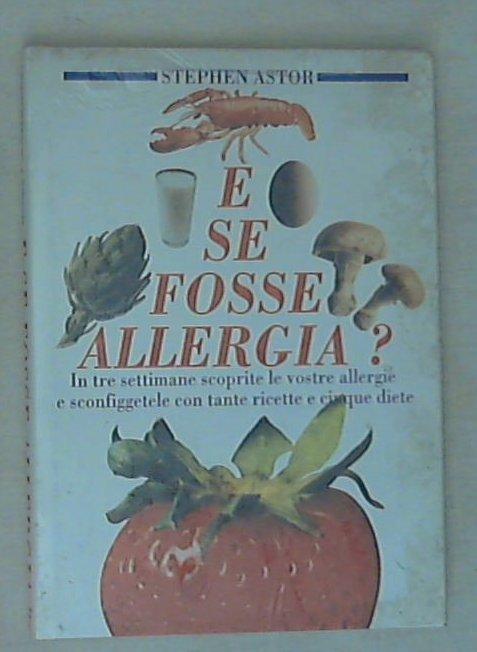 STEPHEN ASTOR
E
SE
FOSSE
ALLERGIA ?
In tre settimane scoprite le vostre allergie
e sconfiggetele con tante ricette e cinque diete